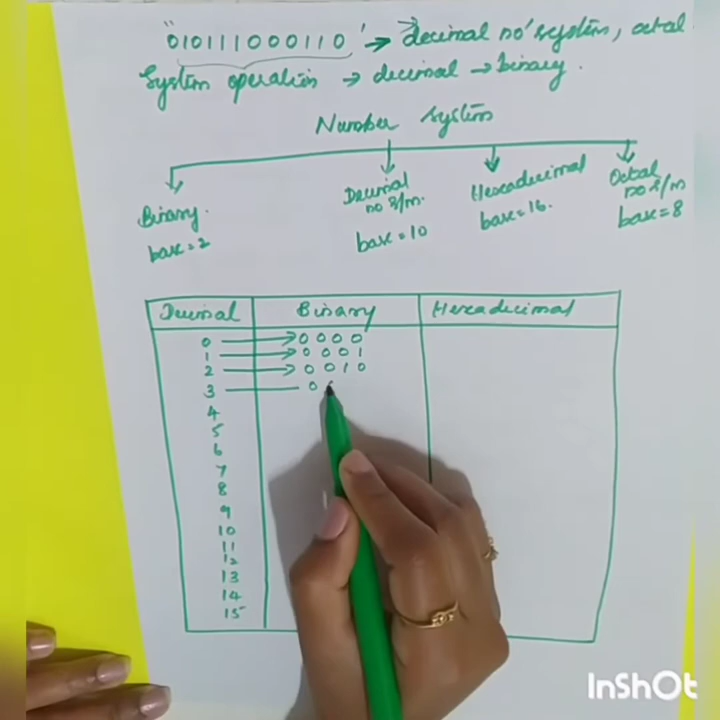 "010111000110' → decimal no' system, octal
System operation → decimal → binary.
Number System
Binary.
base = 2
Decimal
no s/m.
base = 10
Hexadecimal
base = 16.
Octal
no s/m
base = 8
Decimal Binary Hexadecimal
0 → 0000
1 → 0001
2 → 0010
3 — 0
4
5
6
7
8
9
10
11
12
13
14
15
InShOt